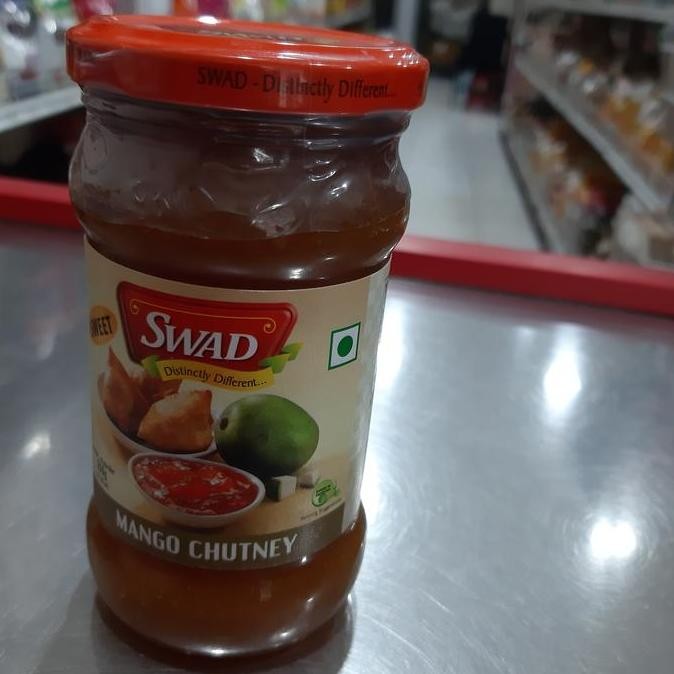 SWAD - Distinctly Different...
SWEET
SWAD
Distinctly Different...
MANGO CHUTNEY